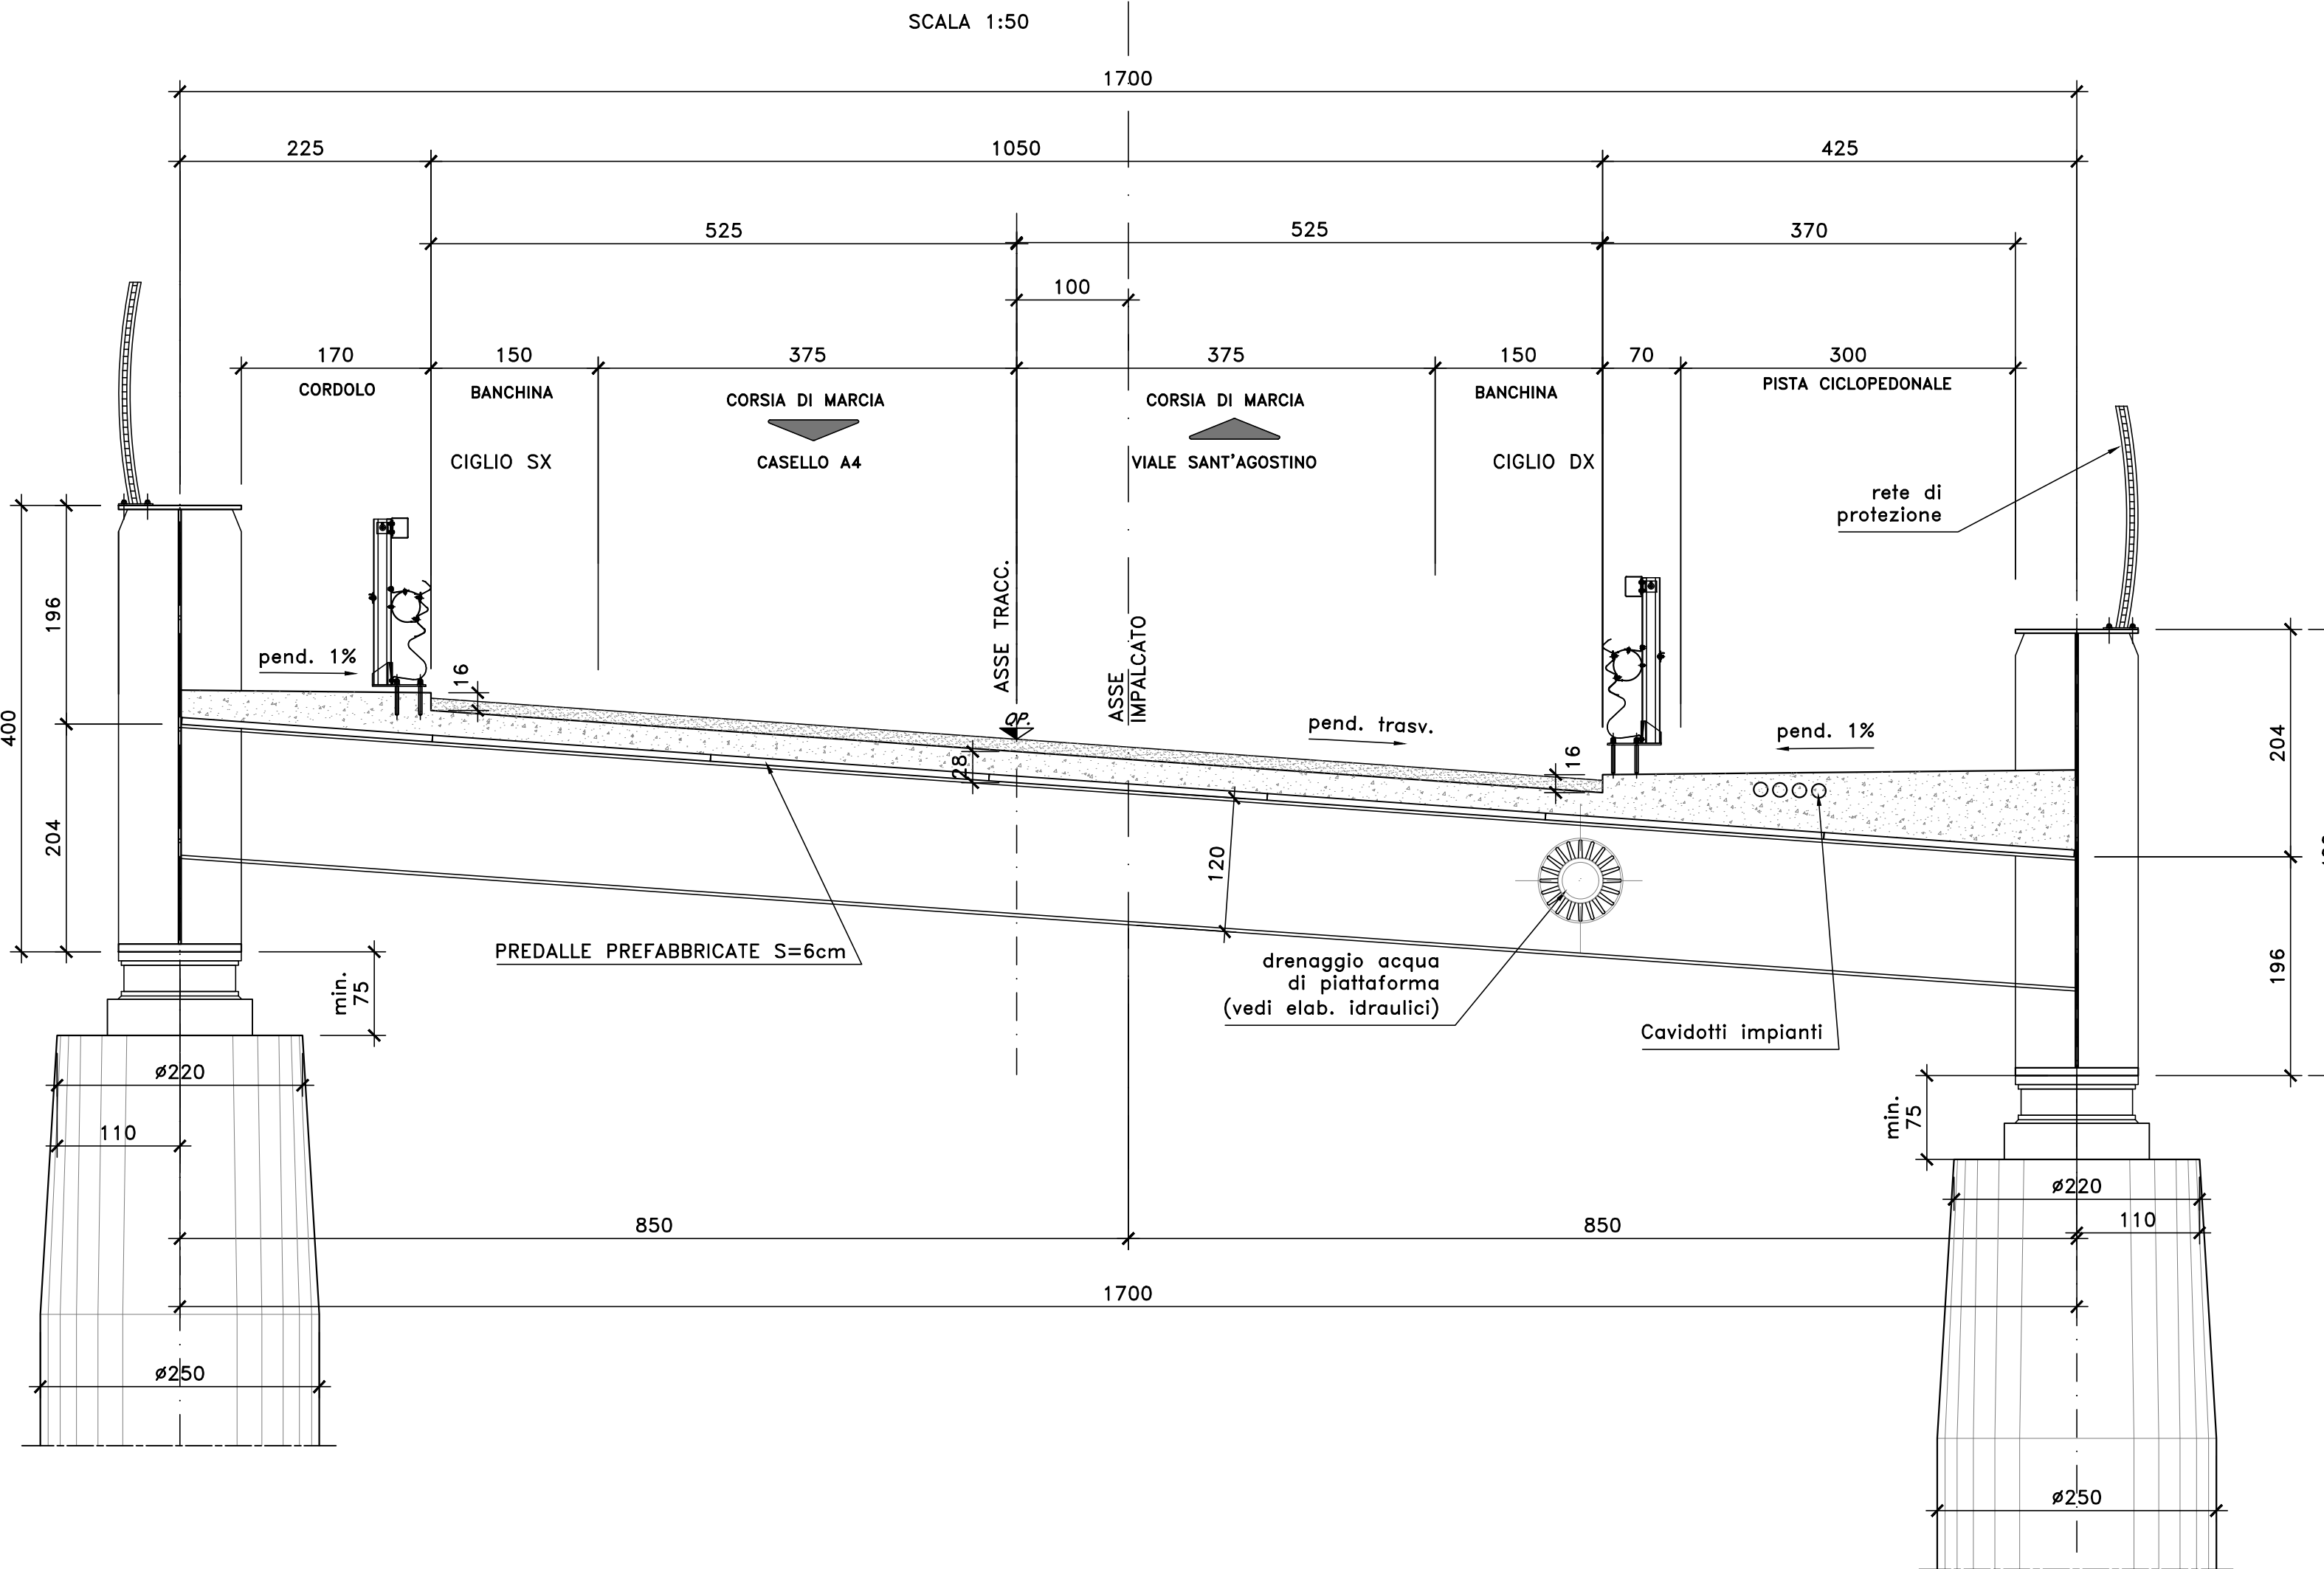 SCALA 1:50
1700
225
1050
425
525
525
370
100
170
150
375
375
150
70
300
CORDOLO
BANCHINA
CORSIA DI MARCIA
CORSIA DI MARCIA
BANCHINA
PISTA CICLOPEDONALE
CIGLIO SX
CASELLO A4
VIALE SANT'AGOSTINO
CIGLIO DX
rete di
protezione
ASSE TRACC.
ASSE
IMPALCATO
400
196
204
pend. 1%
16
QP.
28
pend. trasv.
16
pend. 1%
204
196
120
PREDALLE PREFABBRICATE S=6cm
drenaggio acqua
di piattaforma
(vedi elab. idraulici)
Cavidotti impianti
min.
75
min.
75
ø220
110
ø220
110
850
850
1700
ø250
ø250